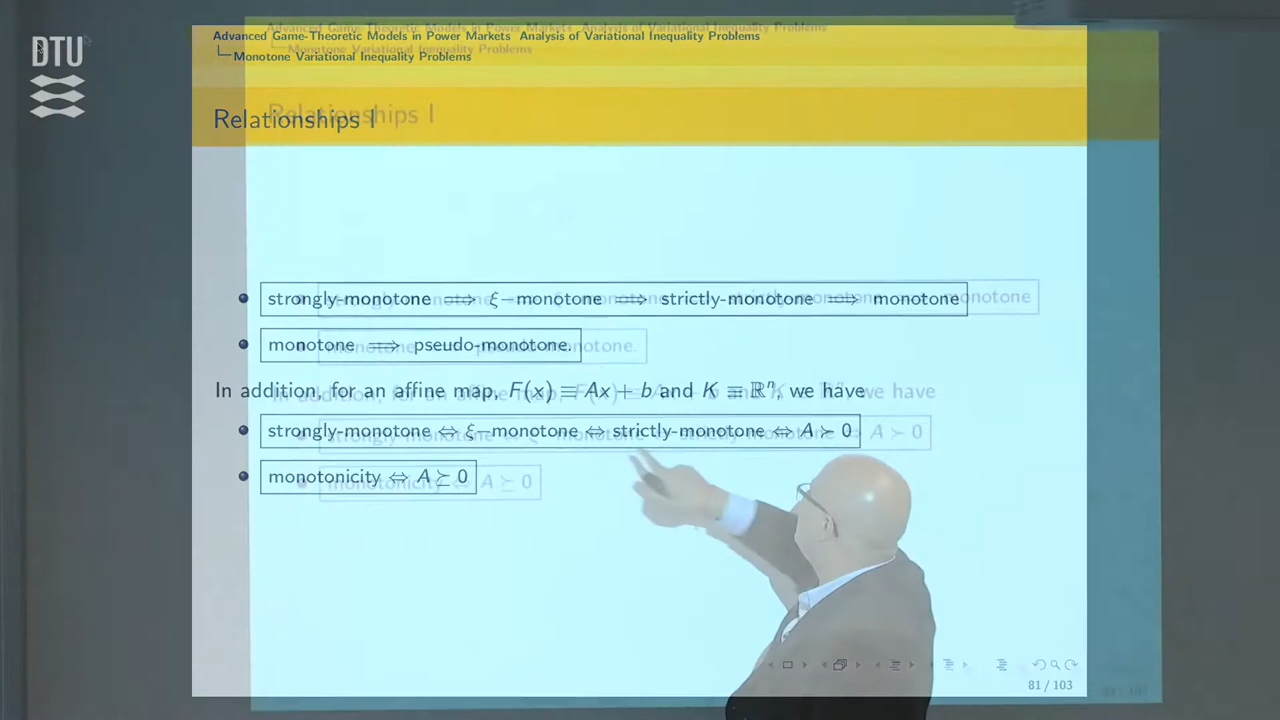 DTU
Advanced Game-Theoretic Models in Power Markets Analysis of Variational Inequality Problems
Monotone Variational Inequality Problems
Relationships I
• strongly-monotone ⟹ ξ−monotone ⟹ strictly-monotone ⟹ monotone
• monotone ⟹ pseudo-monotone.
In addition, for an affine map, F(x) ≡ Ax + b and K ≡ ℝⁿ, we have
• strongly-monotone ⇔ ξ−monotone ⇔ strictly-monotone ⇔ A ≻ 0
• monotonicity ⇔ A ⪰ 0
81 / 103